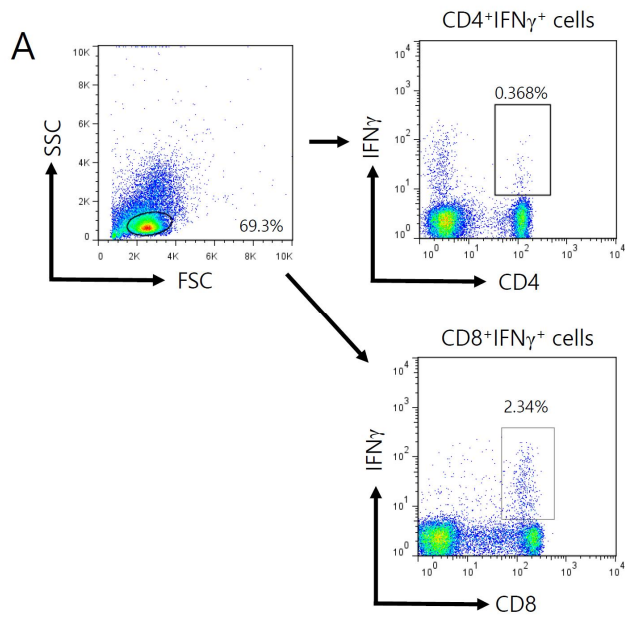 A
SSC
10K
8K
6K
4K
2K
0
69.3%
0 2K 4K 6K 8K 10K
FSC
CD4⁺IFNγ⁺ cells
IFNγ
10⁴
10³
10²
10¹
10⁰
0.368%
10⁰ 10¹ 10² 10³ 10⁴
CD4
CD8⁺IFNγ⁺ cells
IFNγ
10⁴
10³
10²
10¹
10⁰
2.34%
10⁰ 10¹ 10² 10³ 10⁴
CD8